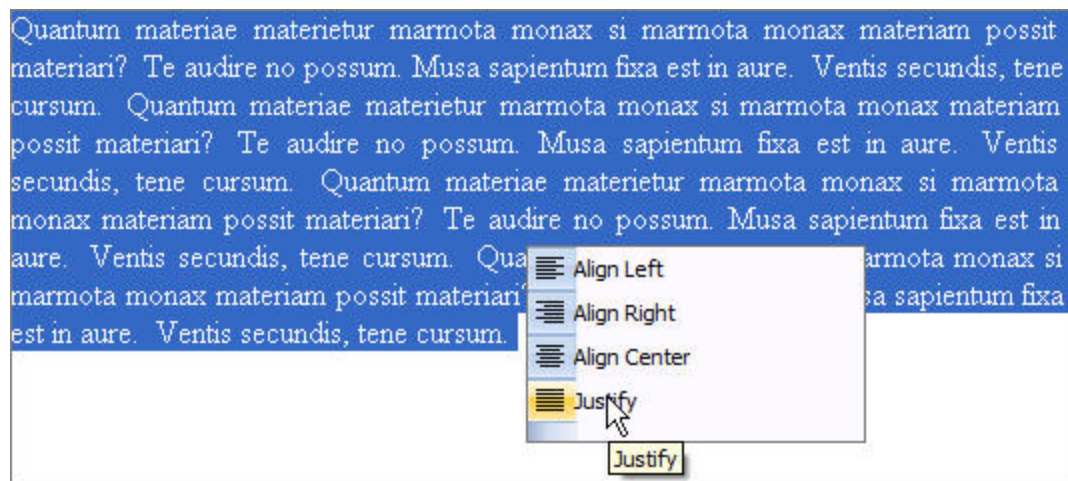 Quantum materiae materietur marmota monax si marmota monax materiam possit
materiari? Te audire no possum. Musa sapientum fixa est in aure. Ventis secundis, tene
cursum. Quantum materiae materietur marmota monax si marmota monax materiam
possit materiari? Te audire no possum. Musa sapientum fixa est in aure. Ventis
secundis, tene cursum. Quantum materiae materietur marmota monax si marmota
monax materiam possit materiari? Te audire no possum. Musa sapientum fixa est in
aure. Ventis secundis, tene cursum. armota monax si
marmota monax materiam possit materiari sapientum fixa
est in aure. Ventis secundis, tene cursum.
Align Left
Align Right
Align Center
Justify
Justify